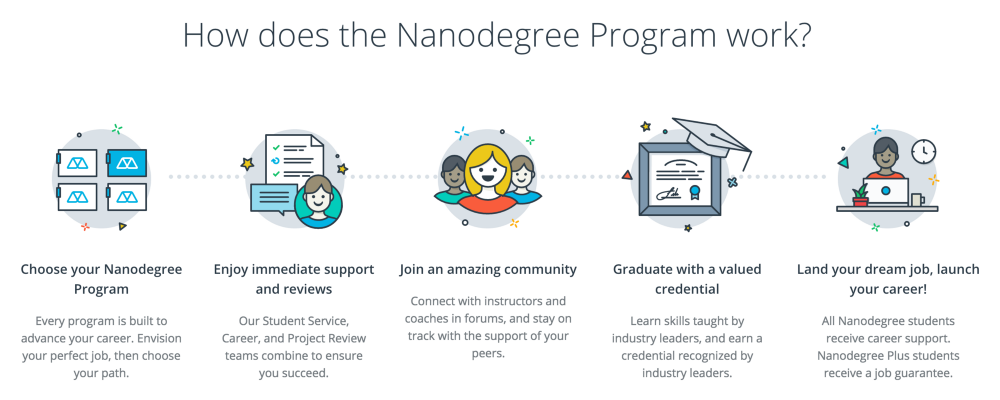 How does the Nanodegree Program work?
Choose your Nanodegree
Program
Every program is built to
advance your career. Envision
your perfect job, then choose
your path.
Enjoy immediate support
and reviews
Our Student Service,
Career, and Project Review
teams combine to ensure
you succeed.
Join an amazing community
Connect with instructors and
coaches in forums, and stay on
track with the support of your
peers.
Graduate with a valued
credential
Learn skills taught by
industry leaders, and earn a
credential recognized by
industry leaders.
Land your dream job, launch
your career!
All Nanodegree students
receive career support.
Nanodegree Plus students
receive a job guarantee.